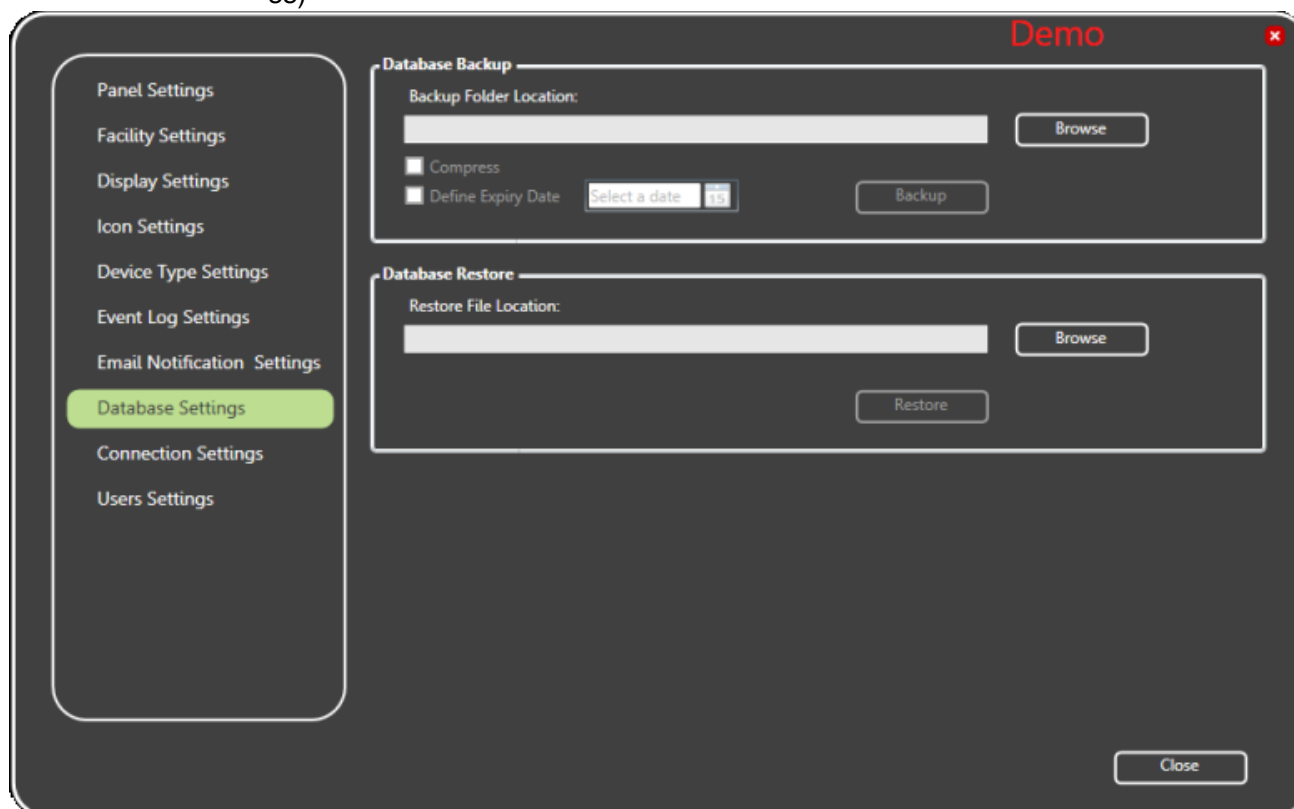 Demo
Panel Settings
Facility Settings
Display Settings
Icon Settings
Device Type Settings
Event Log Settings
Email Notification  Settings
Database Settings
Connection Settings
Users Settings
Database Backup
Backup Folder Location:
Browse
Compress
Define Expiry Date Select a date 15 Backup
Database Restore
Restore File Location:
Browse
Restore
Close